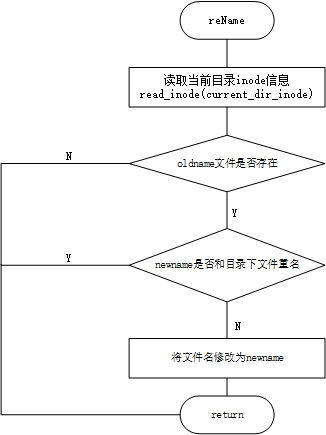 reName
读取当前目录inode信息
read_inode(current_dir_inode)
N
oldname文件是否存在
Y
Y
newname是否和目录下文件重名
N
将文件名修改为newname
return